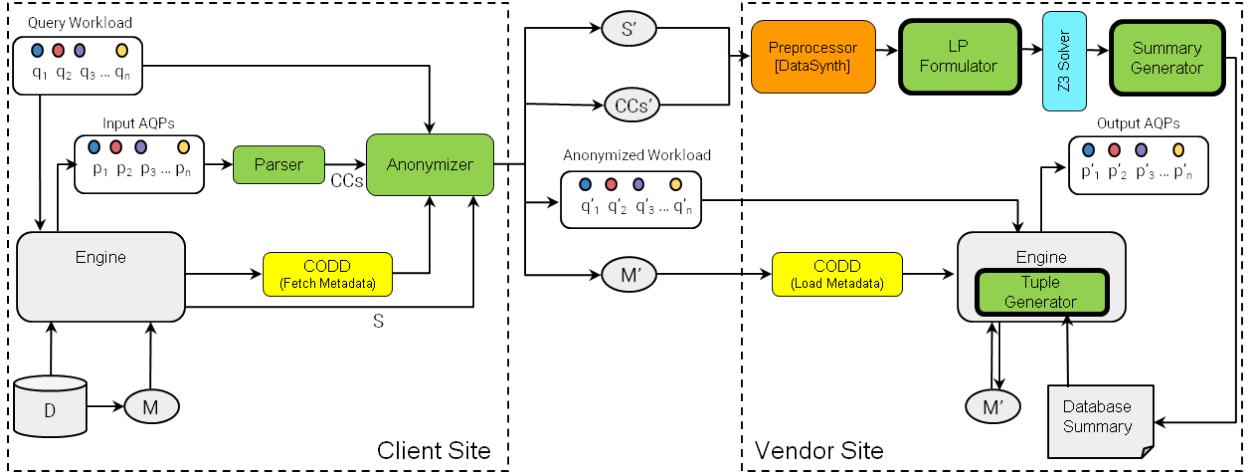 Query Workload
q1 q2 q3 ... qn
Input AQPs
p1 p2 p3 ... pn
Parser
CCs
Anonymizer
Engine
CODD
(Fetch Metadata)
S
D
M
Client Site
S'
CCs'
Anonymized Workload
q'1 q'2 q'3 ... q'n
M'
Preprocessor
[DataSynth]
LP
Formulator
Z3 Solver
Summary
Generator
Output AQPs
p'1 p'2 p'3 ... p'n
CODD
(Load Metadata)
Engine
Tuple
Generator
M'
Database
Summary
Vendor Site